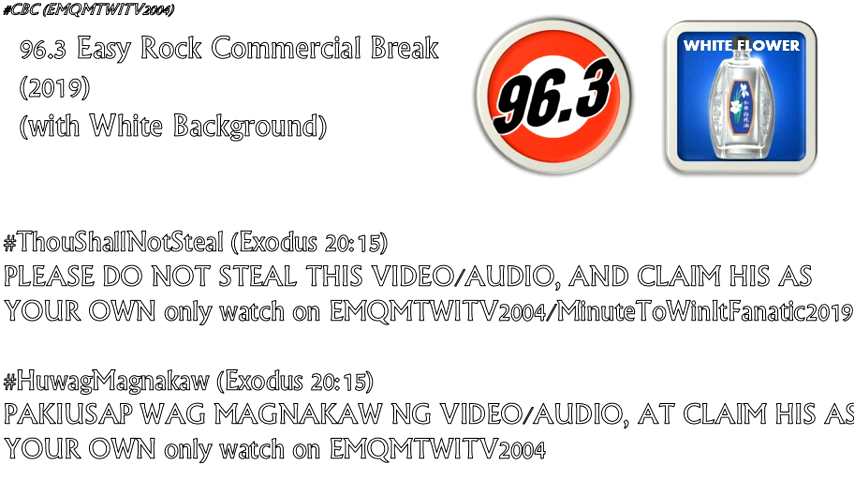 #CBC (EMQMTWITV2004)
96.3 Easy Rock Commercial Break
(2019)
(with White Background)
96.3
WHITE FLOWER
#ThouShallNotSteal (Exodus 20:15)
PLEASE DO NOT STEAL THIS VIDEO/AUDIO, AND CLAIM HIS AS
YOUR OWN only watch on EMQMTWITV2004/MinuteToWinItFanatic2019
#HuwagMagnakaw (Exodus 20:15)
PAKIUSAP WAG MAGNAKAW NG VIDEO/AUDIO, AT CLAIM HIS AS
YOUR OWN only watch on EMQMTWITV2004